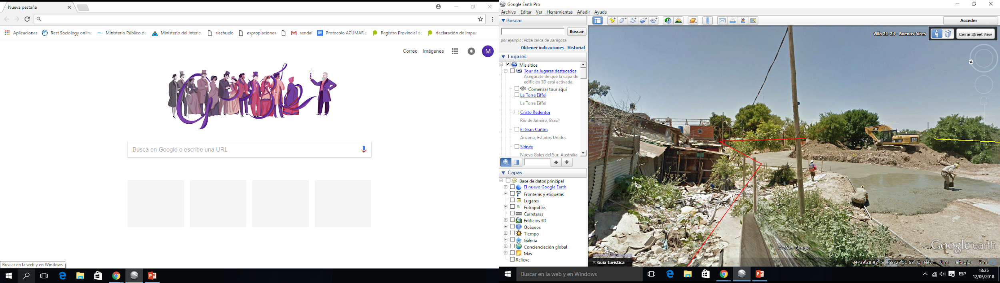 Nueva pestaña
Aplicaciones
Best Sociology online
Ministerio Público de
Ministerio del Interio
riachuelo
expropiaciones
sendai
Protocolo ACUMAR.d
Registro Provincial de
declaración de impac
Correo
Imágenes
M
Busca en Google o escribe una URL
Buscar en la web y en Windows
Google Earth Pro
Archivo Editar Ver Herramientas Añadir Ayuda
Buscar
Buscar
por ejemplo: Pizza cerca de Zaragoza
Obtener indicaciones Historial
Lugares
Mis sitios
Tour de lugares destacados
Asegúrate de que la capa de
edificios 3D está activada.
Comenzar tour aquí
La Torre Eiffel
La Torre Eiffel
Cristo Redentor
Río de Janeiro, Brasil
El Gran Cañón
Arizona, Estados Unidos
Sídney
Nueva Gales del Sur, Australia
Capas
Base de datos principal
El nuevo Google Earth
Fronteras y etiquetas
Lugares
Fotografías
Carreteras
Edificios 3D
Océanos
Tiempo
Galería
Concienciación global
Más
Relieve
Acceder
Villa 21-24 - Buenos Aires
Cerrar Street View
N
CAT
CAT
Google earth
© 2018 Google
Informar de un error
Guía turística
34°39'28.92" S 58°23'51.63" O elev. 0 m alt. ojo 3 m
Buscar en la web y en Windows
ESP
13:25
12/03/2018